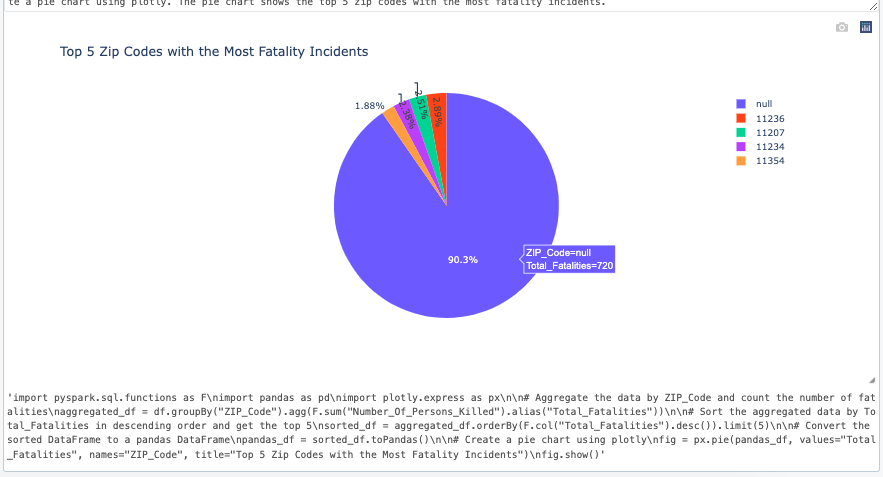 te a pie chart using plotly. The pie chart shows the top 5 zip codes with the most fatality incidents.
Top 5 Zip Codes with the Most Fatality Incidents
1.88%
2.38%
2.51%
2.89%
null
11236
11207
11234
11354
90.3%
ZIP_Code=null
Total_Fatalities=720
'import pyspark.sql.functions as F\nimport pandas as pd\nimport plotly.express as px\n\n# Aggregate the data by ZIP_Code and count the number of fat
alities\naggregated_df = df.groupBy("ZIP_Code").agg(F.sum("Number_Of_Persons_Killed").alias("Total_Fatalities"))\n\n# Sort the aggregated data by To
tal_Fatalities in descending order and get the top 5\nsorted_df = aggregated_df.orderBy(F.col("Total_Fatalities").desc()).limit(5)\n\n# Convert the
sorted DataFrame to a pandas DataFrame\npandas_df = sorted_df.toPandas()\n\n# Create a pie chart using plotly\nfig = px.pie(pandas_df, values="Total
_Fatalities", names="ZIP_Code", title="Top 5 Zip Codes with the Most Fatality Incidents")\nfig.show()'